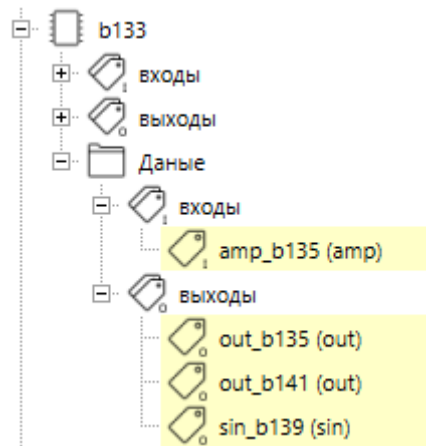 b133
входы
выходы
Даные
входы
amp_b135 (amp)
выходы
out_b135 (out)
out_b141 (out)
sin_b139 (sin)